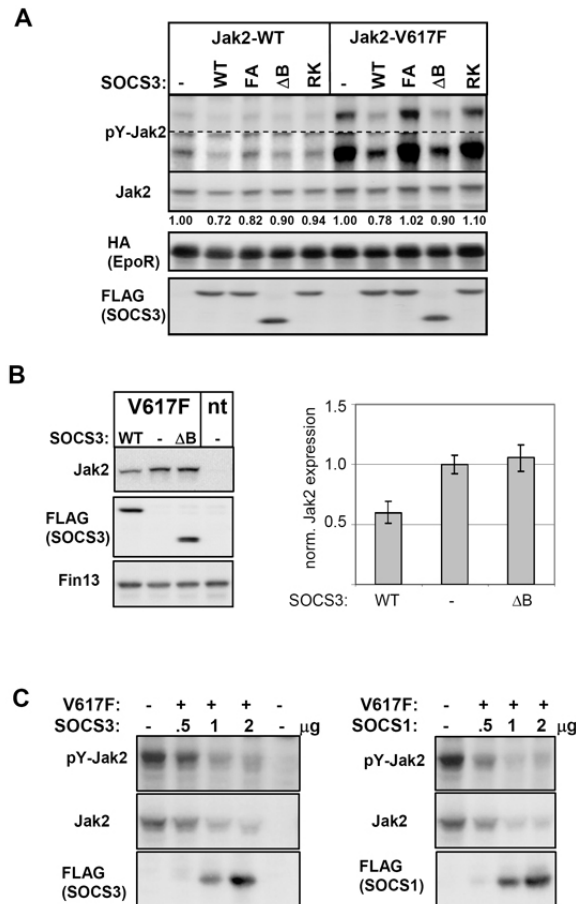 A
Jak2-WT Jak2-V617F
SOCS3: - WT FA ΔB RK - WT FA ΔB RK
pY-Jak2
Jak2
1.00 0.72 0.82 0.90 0.94 1.00 0.78 1.02 0.90 1.10
HA
(EpoR)
FLAG
(SOCS3)
B
V617F nt
SOCS3: WT - ΔB -
Jak2
FLAG
(SOCS3)
Fin13
norm. Jak2 expression
1.5
1.0
0.5
SOCS3: WT - ΔB
C
V617F: - + + + -
SOCS3: - .5 1 2 - μg
pY-Jak2
Jak2
FLAG
(SOCS3)
V617F: - + + +
SOCS1: - .5 1 2 μg
pY-Jak2
Jak2
FLAG
(SOCS1)